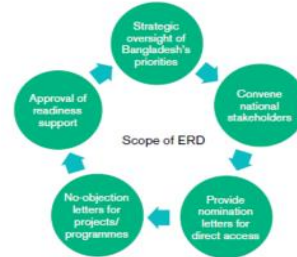 Strategic
oversight of
Bangladesh's
priorities
Convene
national
stakeholders
Provide
nomination
letters for
direct access
No-objection
letters for
projects/
programmes
Approval of
readiness
support
Scope of ERD